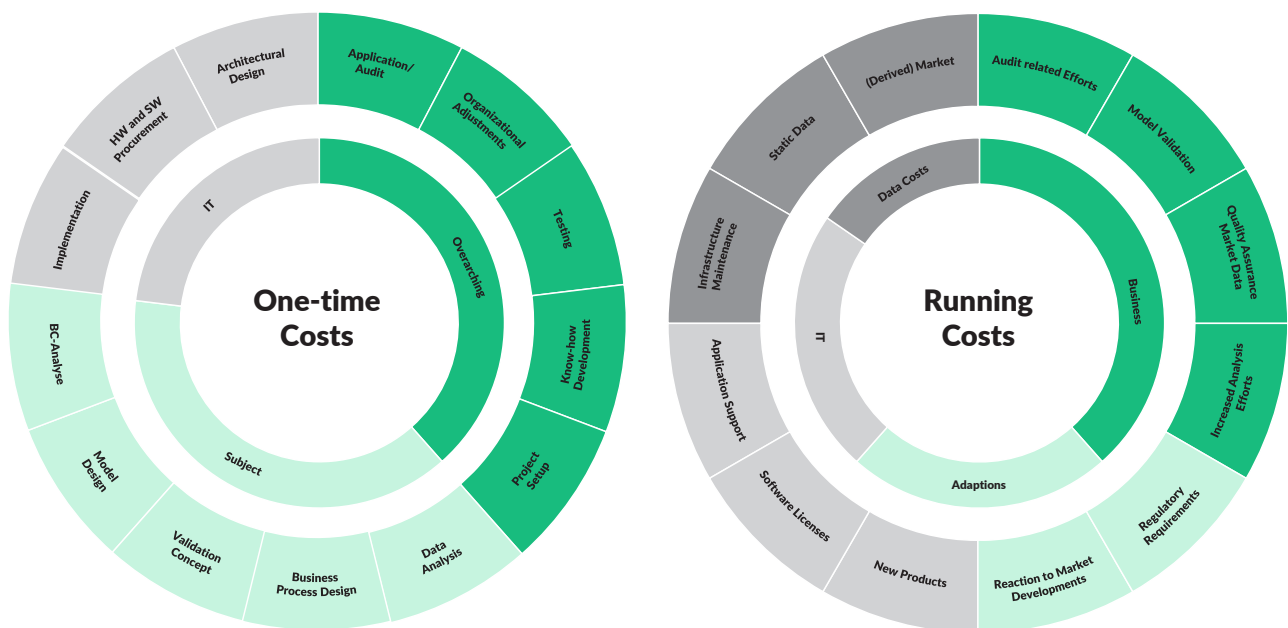 Application/
Audit
Organizational
Adjustments
Testing
Know-how
Development
Project
Setup
Data
Analysis
Business
Process Design
Validation
Concept
Model
Design
BC-Analyse
Implementation
HW and SW
Procurement
Architectural
Design
Overarching
Subject
IT
One-time
Costs
Audit related Efforts
Model Validation
Quality Assurance
Market Data
Increased Analysis
Efforts
Regulatory
Requirements
Reaction to Market
Developments
New Products
Software Licenses
Application Support
Infrastructure
Maintenance
Static Data
(Derived) Market
Business
Adaptions
IT
Data Costs
Running
Costs